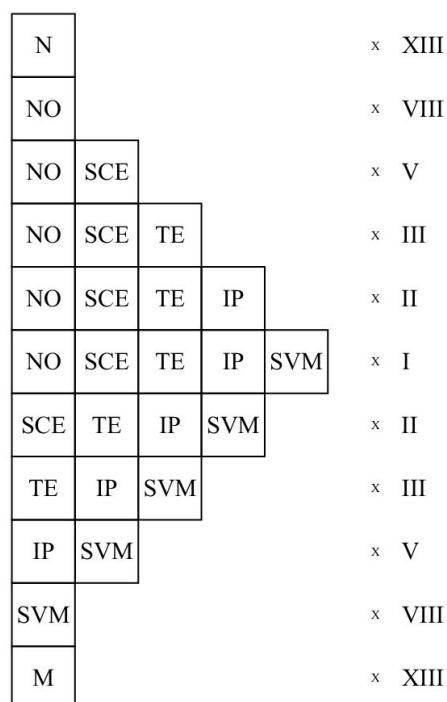 N x XIII
NO x VIII
NO SCE x V
NO SCE TE x III
NO SCE TE IP x II
NO SCE TE IP SVM x I
SCE TE IP SVM x II
TE IP SVM x III
IP SVM x V
SVM x VIII
M x XIII